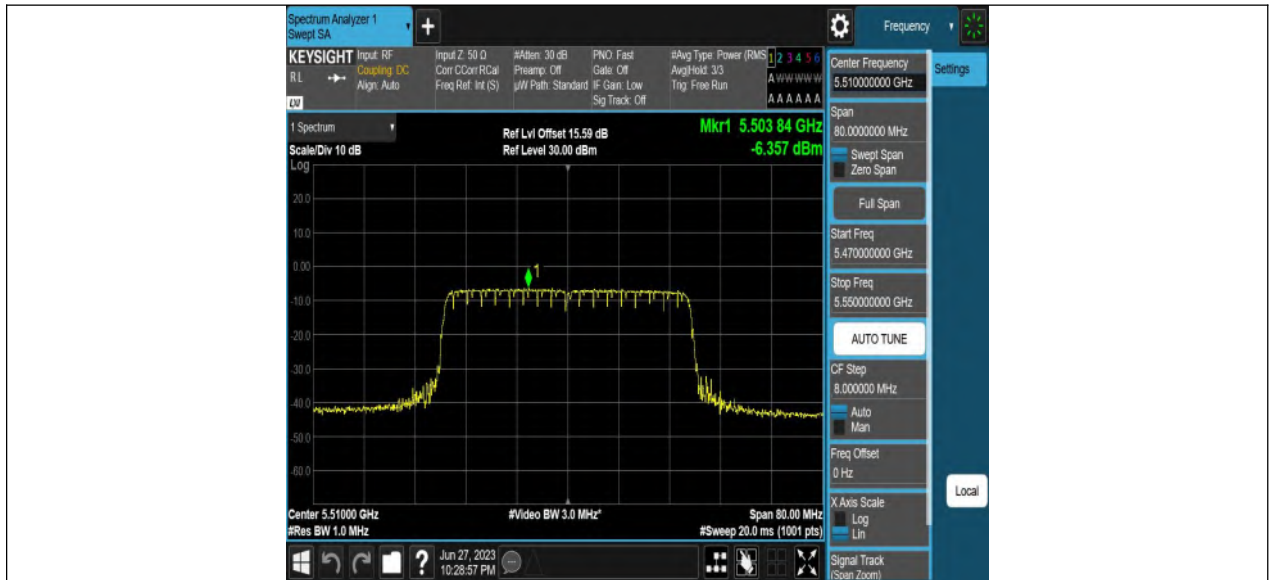 Spectrum Analyzer 1
Swept SA
+
Frequency
KEYSIGHT
RL
LXI
Input: RF
Coupling: DC
Align: Auto
Input Z: 50 Ω
Corr CCorr RCal
Freq Ref: Int (S)
#Atten: 30 dB
Preamp: Off
µW Path: Standard
PNO: Fast
Gate: Off
IF Gain: Low
Sig Track: Off
#Avg Type: Power (RMS
Avg|Hold: 3/3
Trig: Free Run
1 2 3 4 5 6
A W W W W W
A A A A A A
1 Spectrum
Scale/Div 10 dB
Ref Lvl Offset 15.59 dB
Ref Level 30.00 dBm
Mkr1 5.503 84 GHz
-6.357 dBm
Log
20.0
10.0
0.00
-10.0
-20.0
-30.0
-40.0
-50.0
-60.0
1
Center 5.51000 GHz
#Res BW 1.0 MHz
#Video BW 3.0 MHz*
Span 80.00 MHz
#Sweep 20.0 ms (1001 pts)
?
Jun 27, 2023
10:28:57 PM
Center Frequency
5.510000000 GHz
Settings
Span
80.0000000 MHz
Swept Span
Zero Span
Full Span
Start Freq
5.470000000 GHz
Stop Freq
5.550000000 GHz
AUTO TUNE
CF Step
8.000000 MHz
Auto
Man
Freq Offset
0 Hz
X Axis Scale
Log
Lin
Local
Signal Track
(Span Zoom)